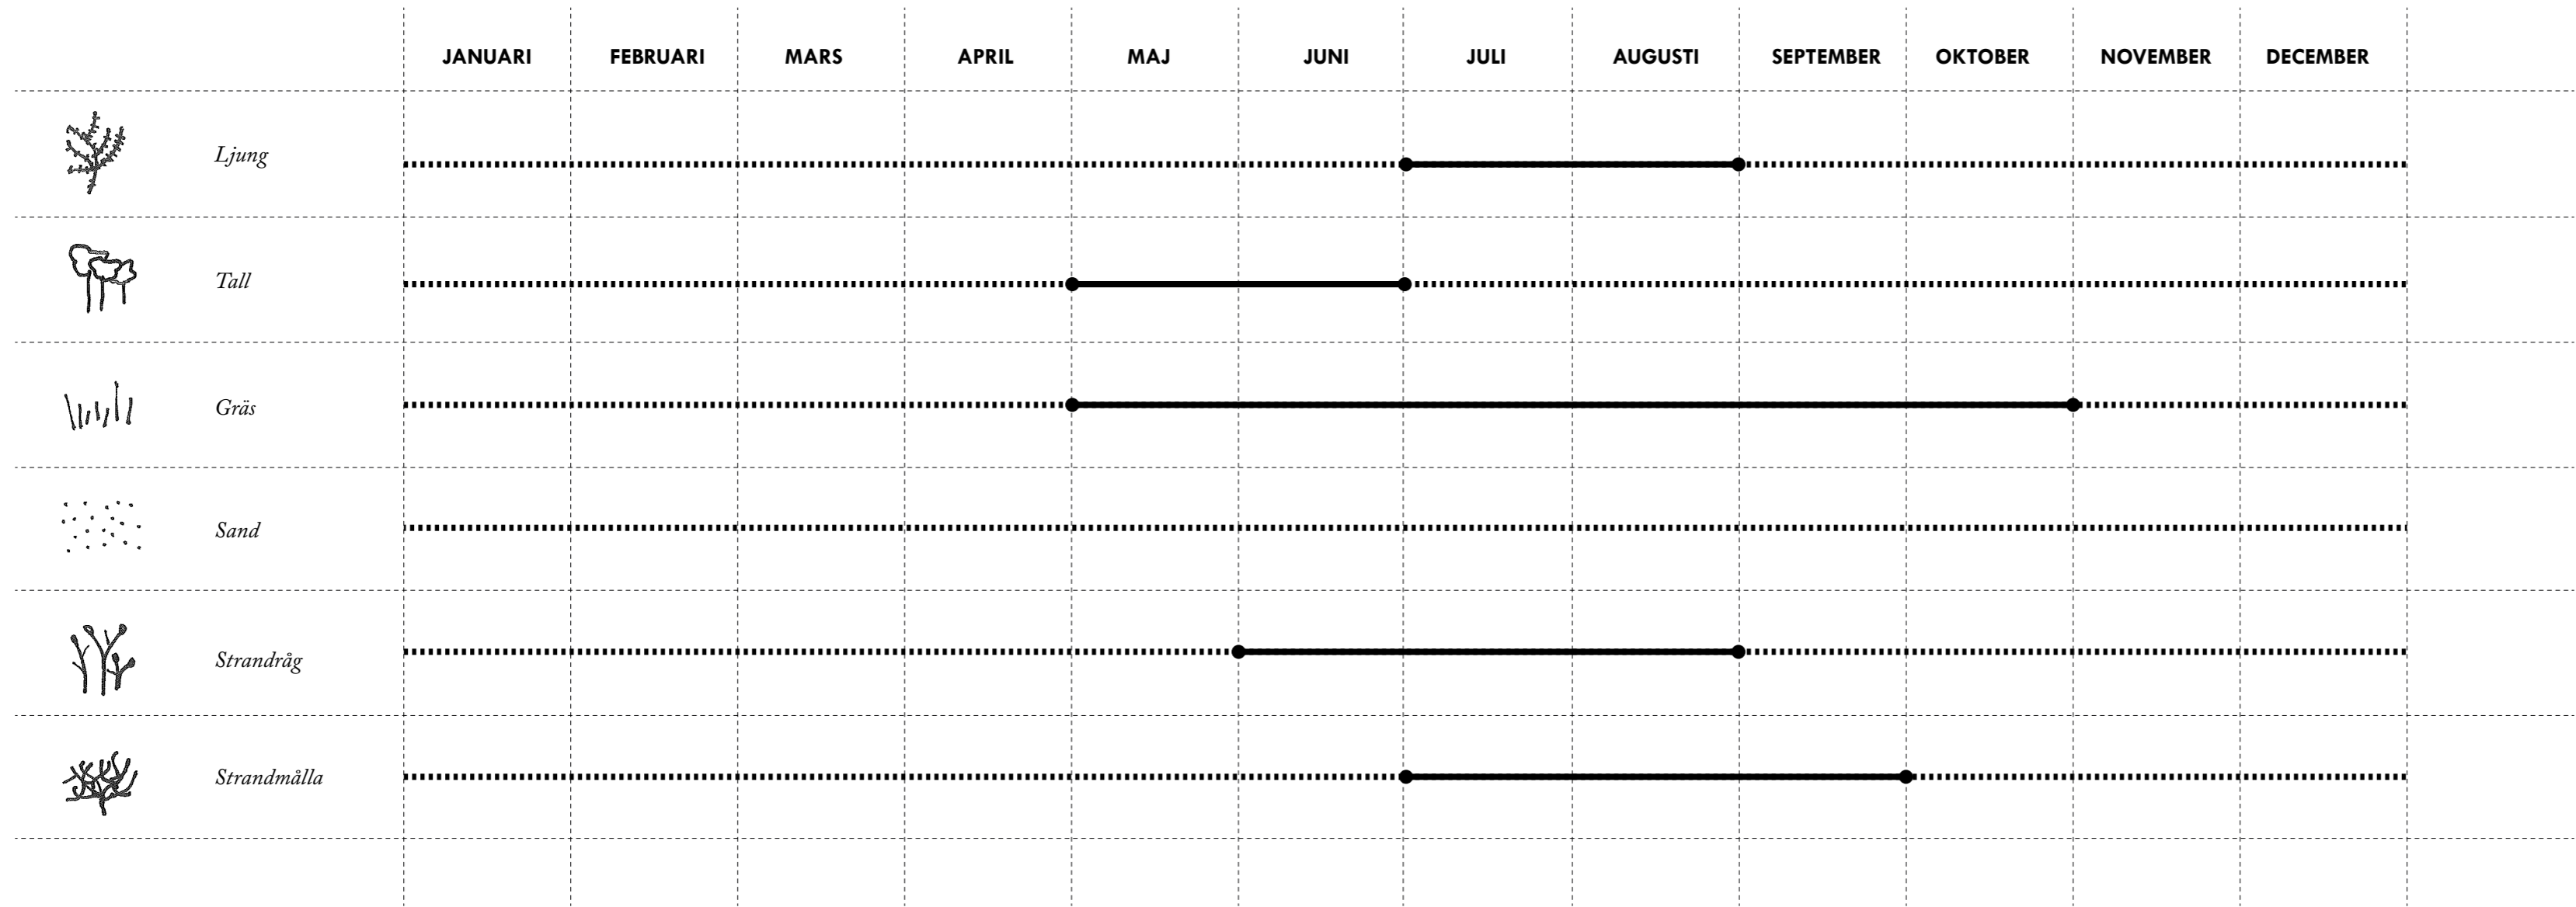 JANUARI FEBRUARI MARS APRIL MAJ JUNI JULI AUGUSTI SEPTEMBER OKTOBER NOVEMBER DECEMBER
Ljung
Tall
Gräs
Sand
Strandråg
Strandmålla